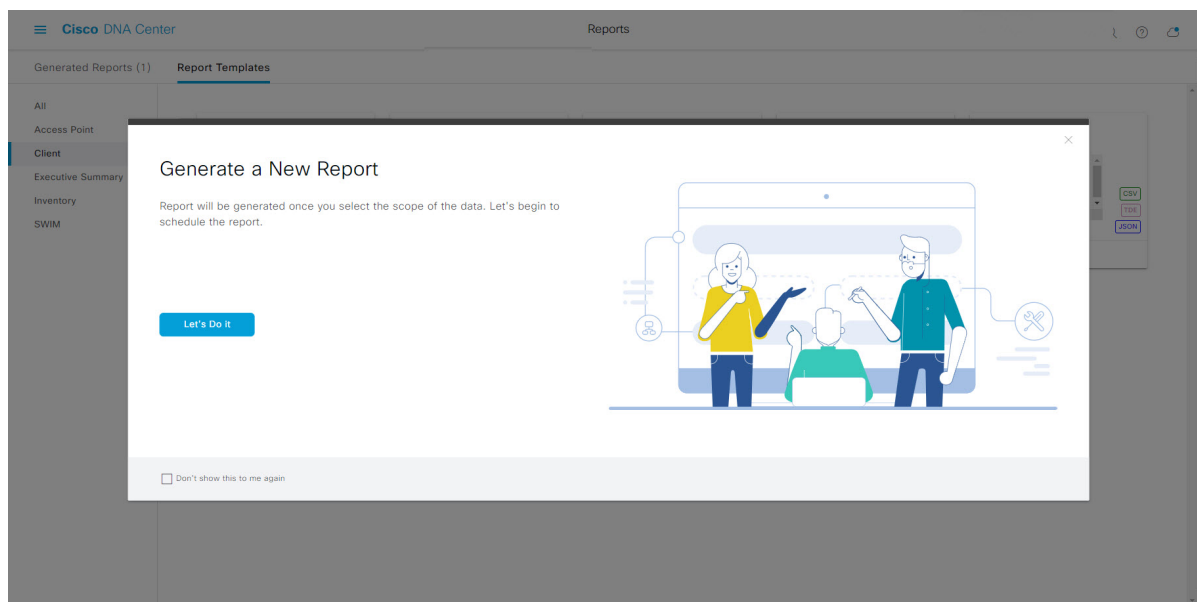 Cisco DNA Center
Reports
Generated Reports (1)
Report Templates
All
Access Point
Client
Executive Summary
Inventory
SWIM
Generate a New Report
Report will be generated once you select the scope of the data. Let's begin to
schedule the report.
Let's Do It
Don't show this to me again
CSV
TDE
JSON